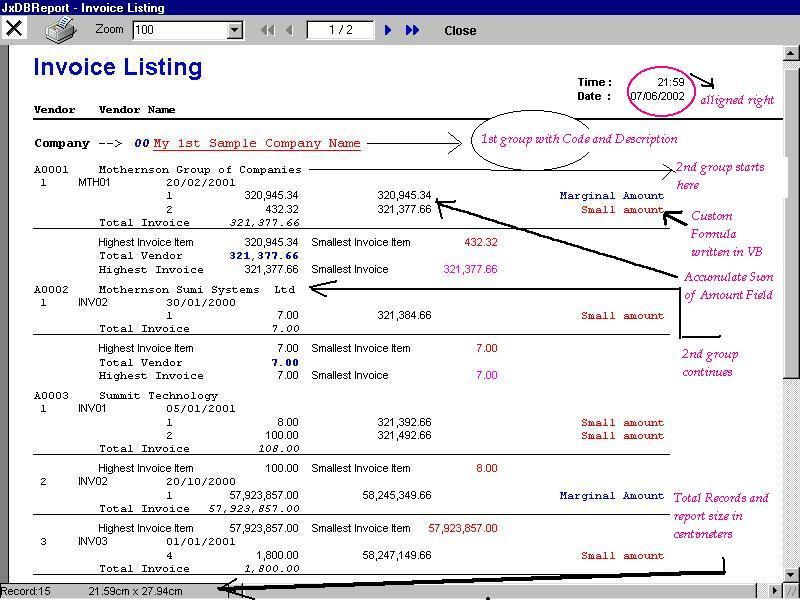 JxDBReport - Invoice Listing
Zoom 100 1 / 2 Close
Invoice Listing
Time : 21:59
Date : 07/06/2002
alligned right
Vendor Vendor Name
Company --> 00 My 1st Sample Company Name
1st group with Code and Description
A0001 Mothernson Group of Companies
2nd group starts
here
1 MTH01 20/02/2001
1 320,945.34 320,945.34 Marginal Amount
2 432.32 321,377.66 Small amount
Total Invoice 321,377.66
Custom
Formula
written in VB
Highest Invoice Item 320,945.34 Smallest Invoice Item 432.32
Total Vendor 321,377.66
Highest Invoice 321,377.66 Smallest Invoice 321,377.66
Accumulate Sum
of Amount Field
A0002 Mothernson Sumi Systems Ltd
1 INV02 30/01/2000
1 7.00 321,384.66 Small amount
Total Invoice 7.00
Highest Invoice Item 7.00 Smallest Invoice Item 7.00
Total Vendor 7.00
Highest Invoice 7.00 Smallest Invoice 7.00
2nd group
continues
A0003 Summit Technology
1 INV01 05/01/2001
1 8.00 321,392.66 Small amount
2 100.00 321,492.66 Small amount
Total Invoice 108.00
Highest Invoice Item 100.00 Smallest Invoice Item 8.00
2 INV02 20/10/2000
1 57,923,857.00 58,245,349.66 Marginal Amount
Total Invoice 57,923,857.00
Total Records and
report size in
centimeters
Highest Invoice Item 57,923,857.00 Smallest Invoice Item 57,923,857.00
3 INV03 01/01/2001
4 1,800.00 58,247,149.66 Small amount
Total Invoice 1,800.00
Record:15 21.59cm x 27.94cm